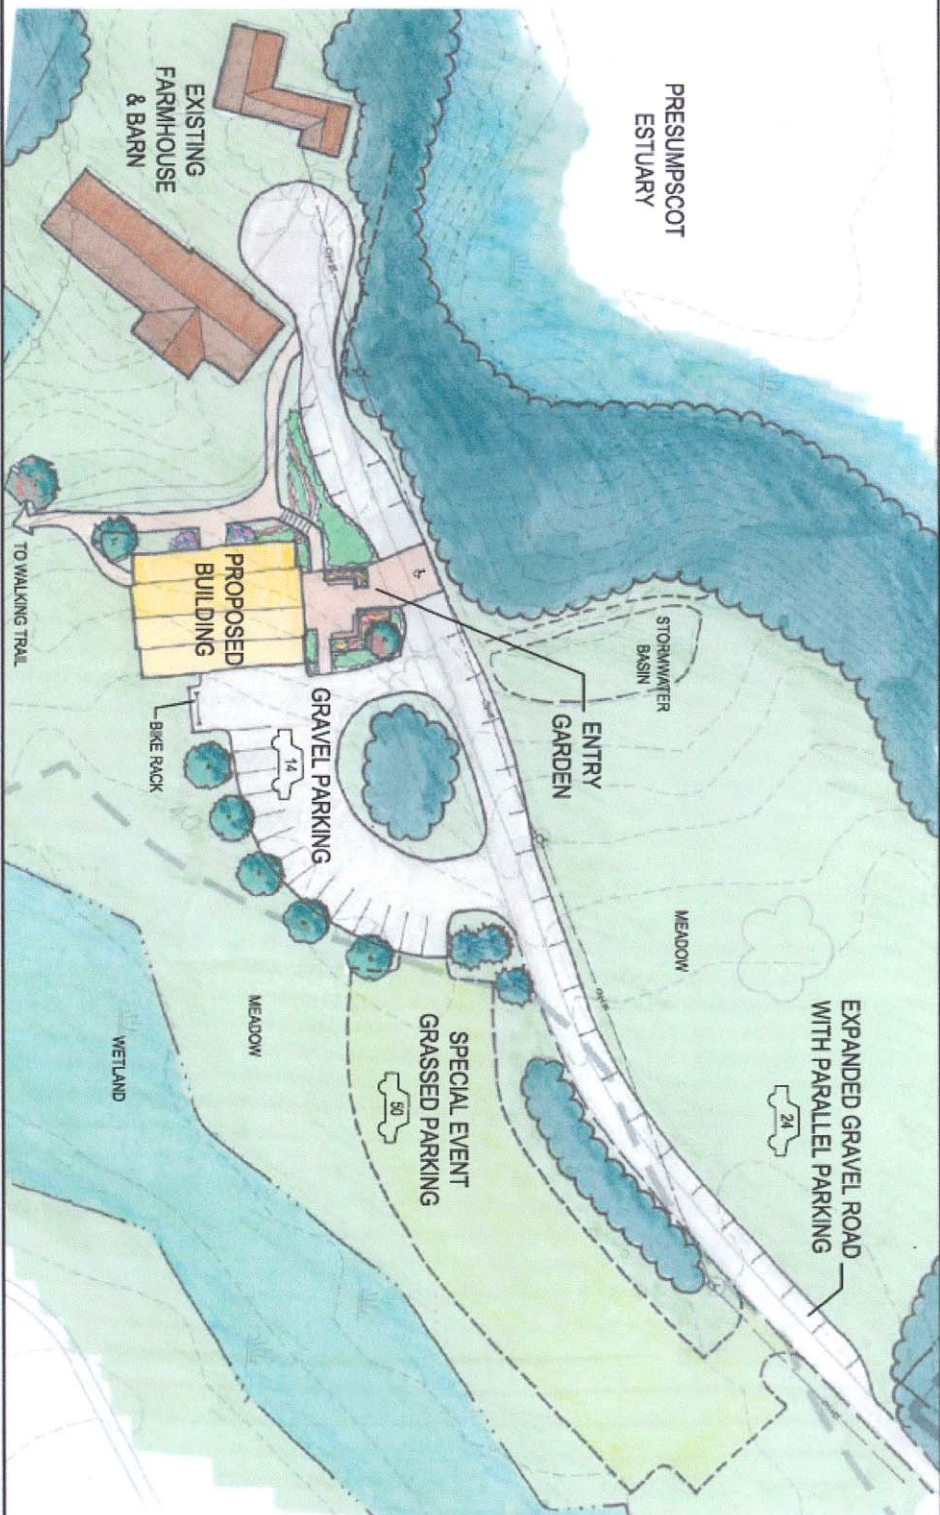 PRESUMPSCOT
ESTUARY
EXISTING
FARMHOUSE
& BARN
STORMWATER
BASIN
MEADOW
EXPANDED GRAVEL ROAD
WITH PARALLEL PARKING
24
ENTRY
GARDEN
PROPOSED
BUILDING
GRAVEL PARKING
14
SPECIAL EVENT
GRASSED PARKING
50
TO WALKING TRAIL
BIKE RACK
MEADOW
WETLAND